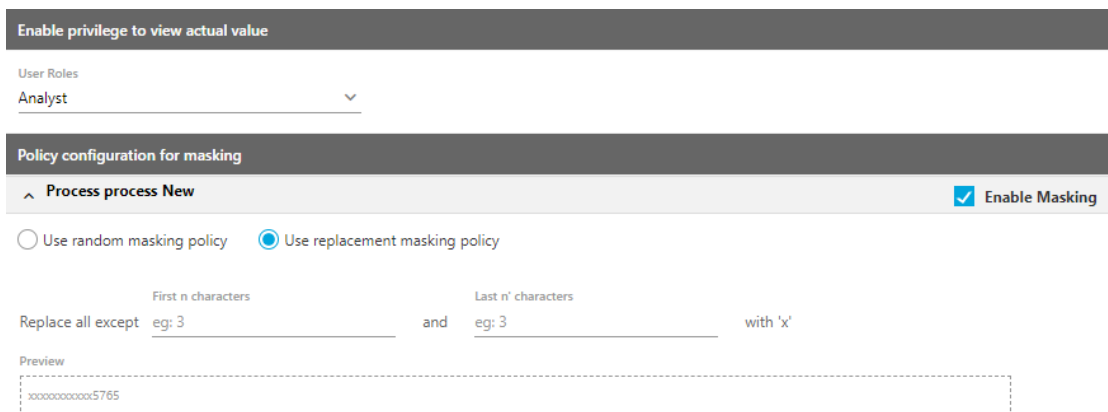 Enable privilege to view actual value
User Roles
Analyst
Policy configuration for masking
Process process New
Enable Masking
Use random masking policy Use replacement masking policy
First n characters Last n' characters
Replace all except eg: 3 and eg: 3 with 'x'
Preview
xxxxxxxxxxxx5765